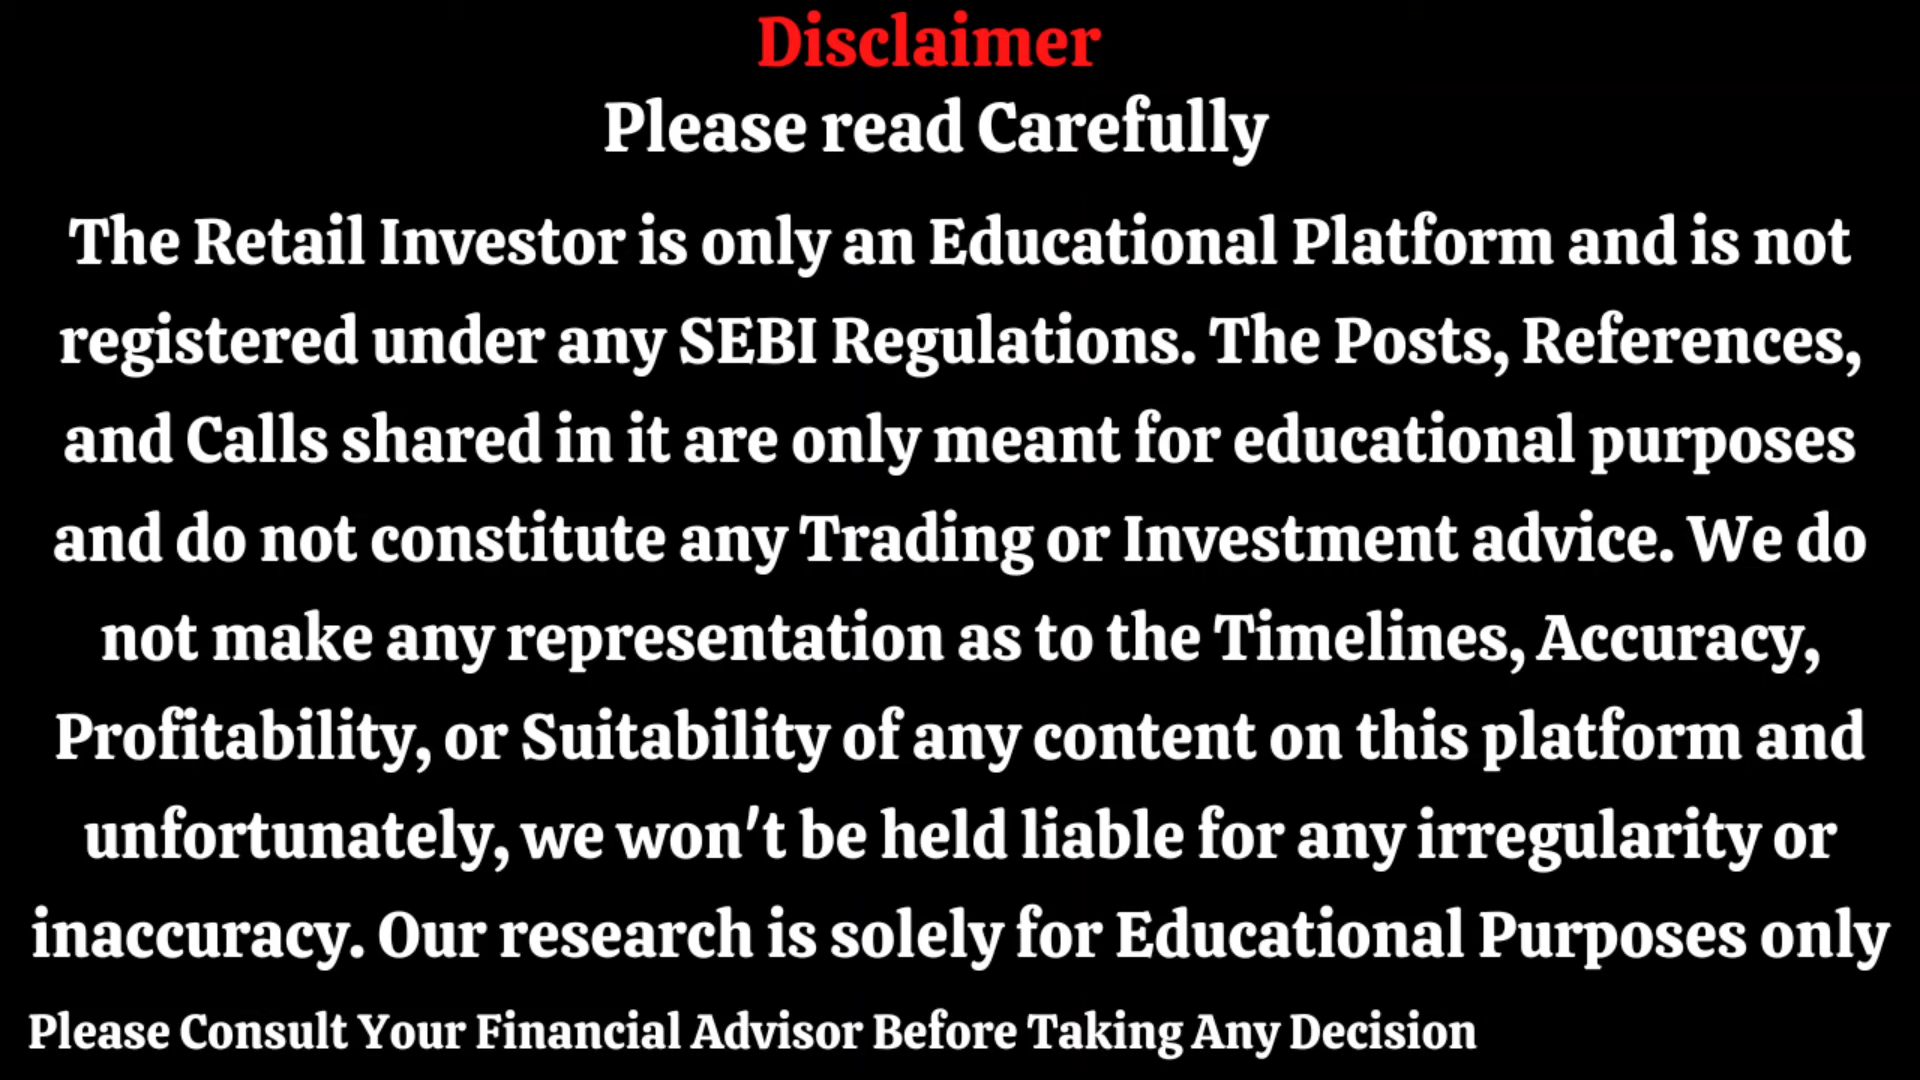 Disclaimer
Please read Carefully
The Retail Investor is only an Educational Platform and is not
registered under any SEBI Regulations. The Posts, References,
and Calls shared in it are only meant for educational purposes
and do not constitute any Trading or Investment advice. We do
not make any representation as to the Timelines, Accuracy,
Profitability, or Suitability of any content on this platform and
unfortunately, we won't be held liable for any irregularity or
inaccuracy. Our research is solely for Educational Purposes only
Please Consult Your Financial Advisor Before Taking Any Decision